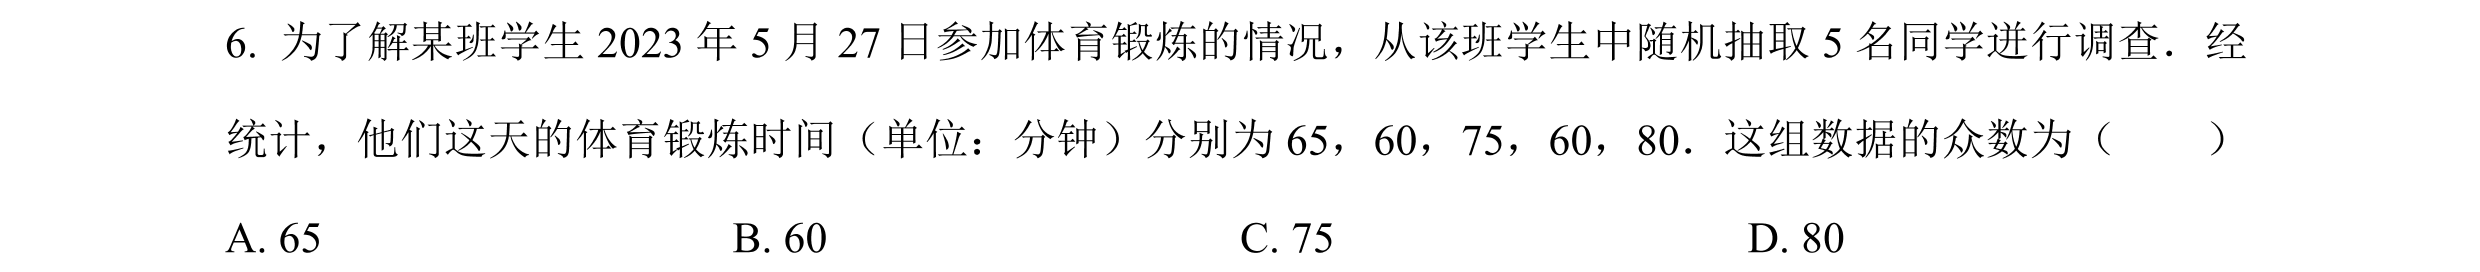 6. 为了解某班学生 2023 年 5 月 27 日参加体育锻炼的情况，从该班学生中随机抽取 5 名同学进行调查．经
统计，他们这天的体育锻炼时间（单位：分钟）分别为 65，60，75，60，80．这组数据的众数为（　　）
A. 65 B. 60 C. 75 D. 80